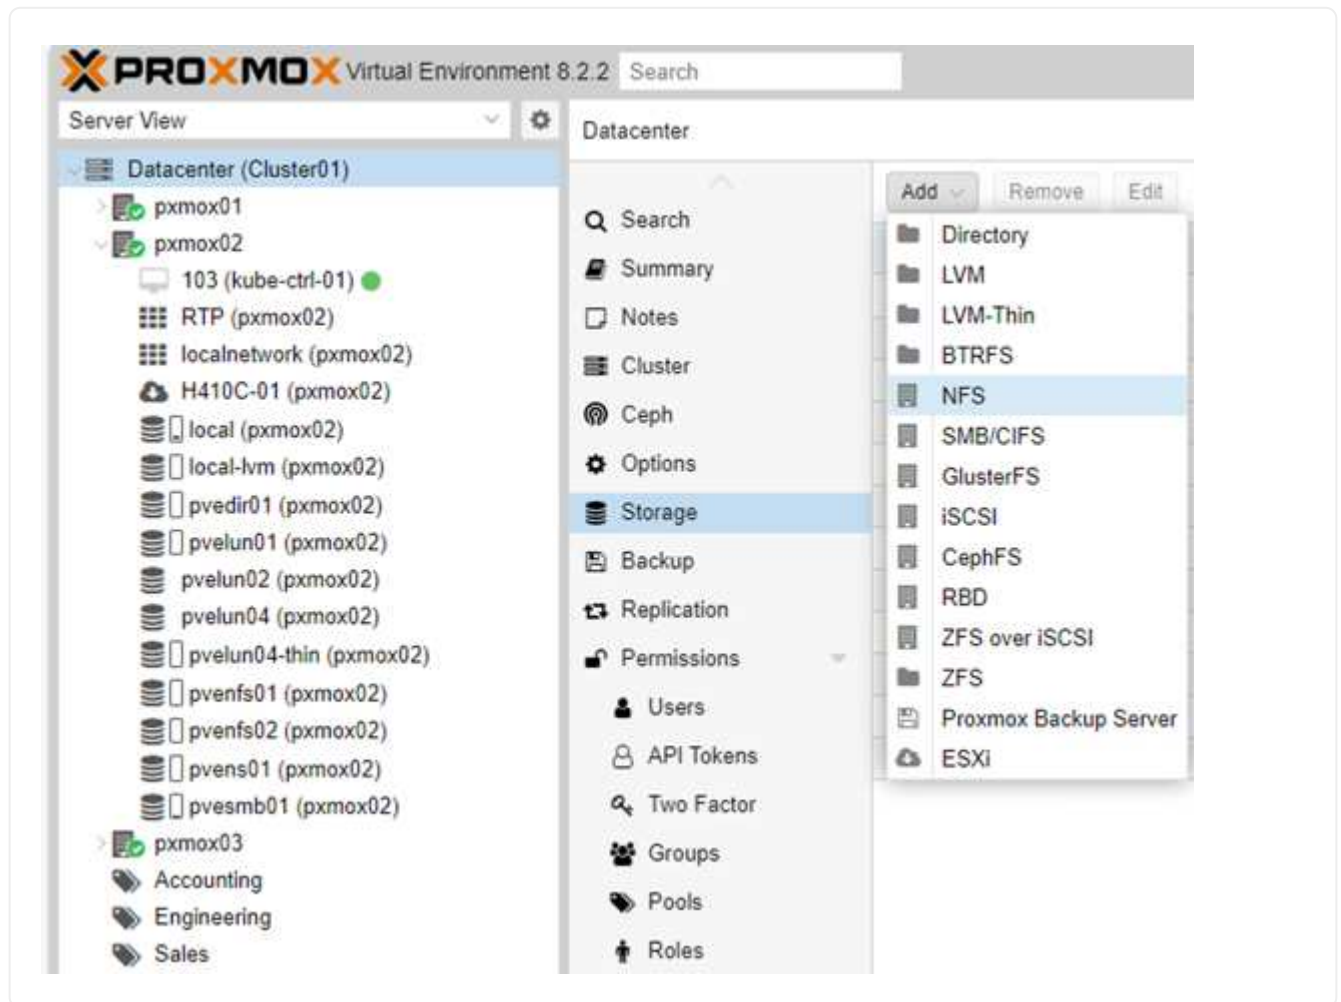 PROXMOX Virtual Environment 8.2.2 Search
Server View
Datacenter (Cluster01)
pxmox01
pxmox02
103 (kube-ctrl-01)
RTP (pxmox02)
localnetwork (pxmox02)
H410C-01 (pxmox02)
local (pxmox02)
local-lvm (pxmox02)
pvedir01 (pxmox02)
pvelun01 (pxmox02)
pvelun02 (pxmox02)
pvelun04 (pxmox02)
pvelun04-thin (pxmox02)
pvenfs01 (pxmox02)
pvenfs02 (pxmox02)
pvens01 (pxmox02)
pvesmb01 (pxmox02)
pxmox03
Accounting
Engineering
Sales
Datacenter
Search
Summary
Notes
Cluster
Ceph
Options
Storage
Backup
Replication
Permissions
Users
API Tokens
Two Factor
Groups
Pools
Roles
Add Remove Edit
Directory
LVM
LVM-Thin
BTRFS
NFS
SMB/CIFS
GlusterFS
iSCSI
CephFS
RBD
ZFS over iSCSI
ZFS
Proxmox Backup Server
ESXi